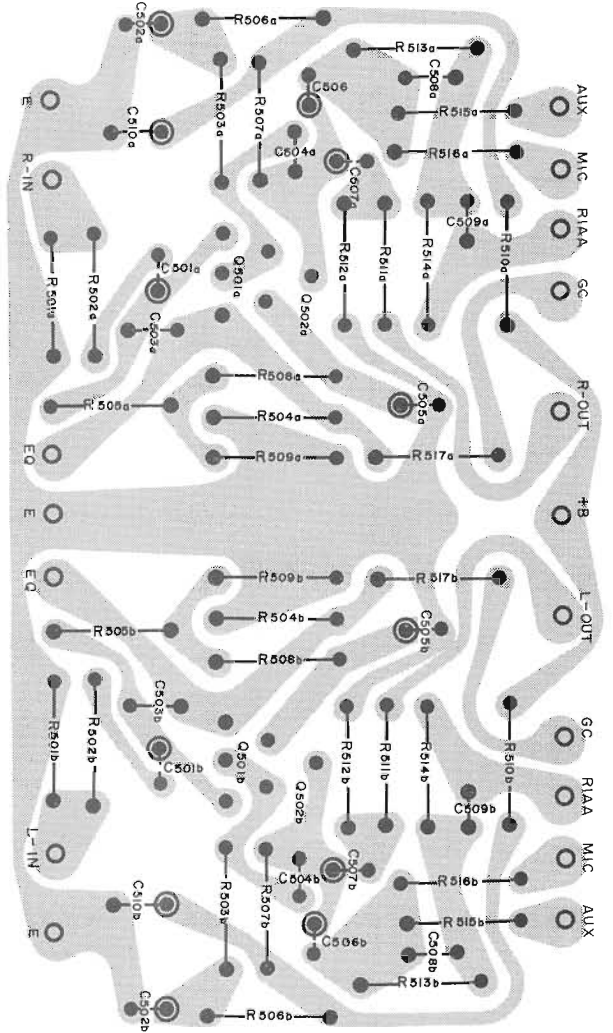 C502a
R506a
R513a
C506
C508a
AUX
E
C510a
R503a
R507a
C504a
R515a
C507a
R516a
MIC
R-IN
C509a
RIAA
R501a
R502a
C501a
Q501a
Q502a
R512a
R511a
R514a
R510a
GC
C503a
R508a
R505a
C505a
R504a
R-OUT
EQ
R509a
R517a
E
+B
EQ
R509b
R517b
R505b
R504b
C505b
L-OUT
R508b
C503b
R501b
R502b
C501b
Q501b
Q502b
R512b
R511b
R514b
R510b
GC
C509b
RIAA
L-IN
C504b
C507b
R516b
MIC
C510b
R503b
R507b
C506b
R515b
AUX
E
C508b
R513b
C502b
R506b